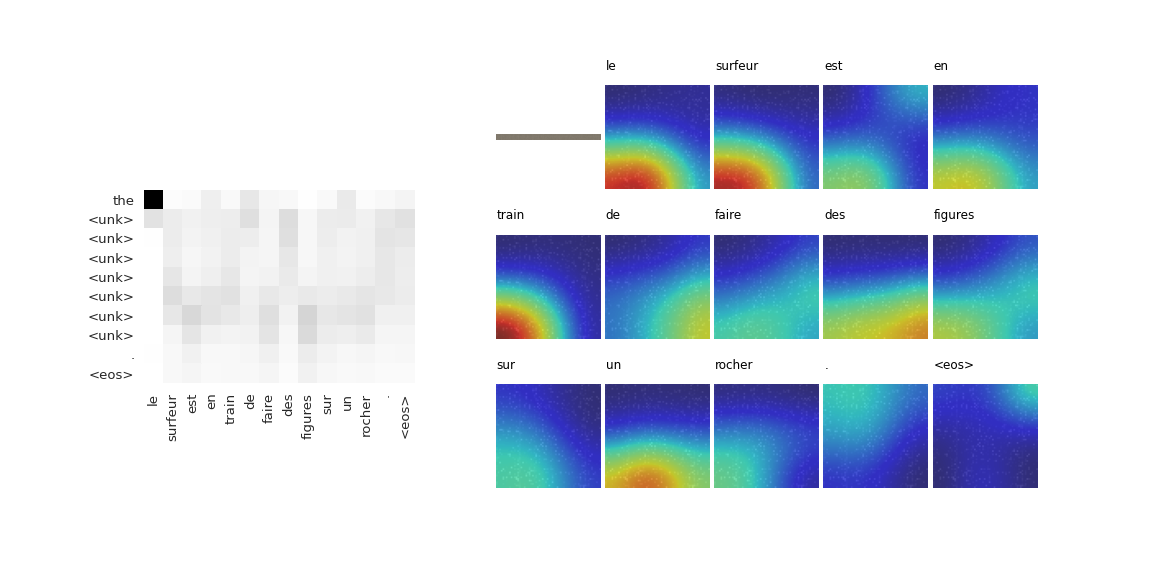 the
<unk>
<unk>
<unk>
<unk>
<unk>
<unk>
<unk>
.
<eos>
le surfeur est en train de faire des figures sur un rocher . <eos>
le surfeur est en
train de faire des figures
sur un rocher . <eos>